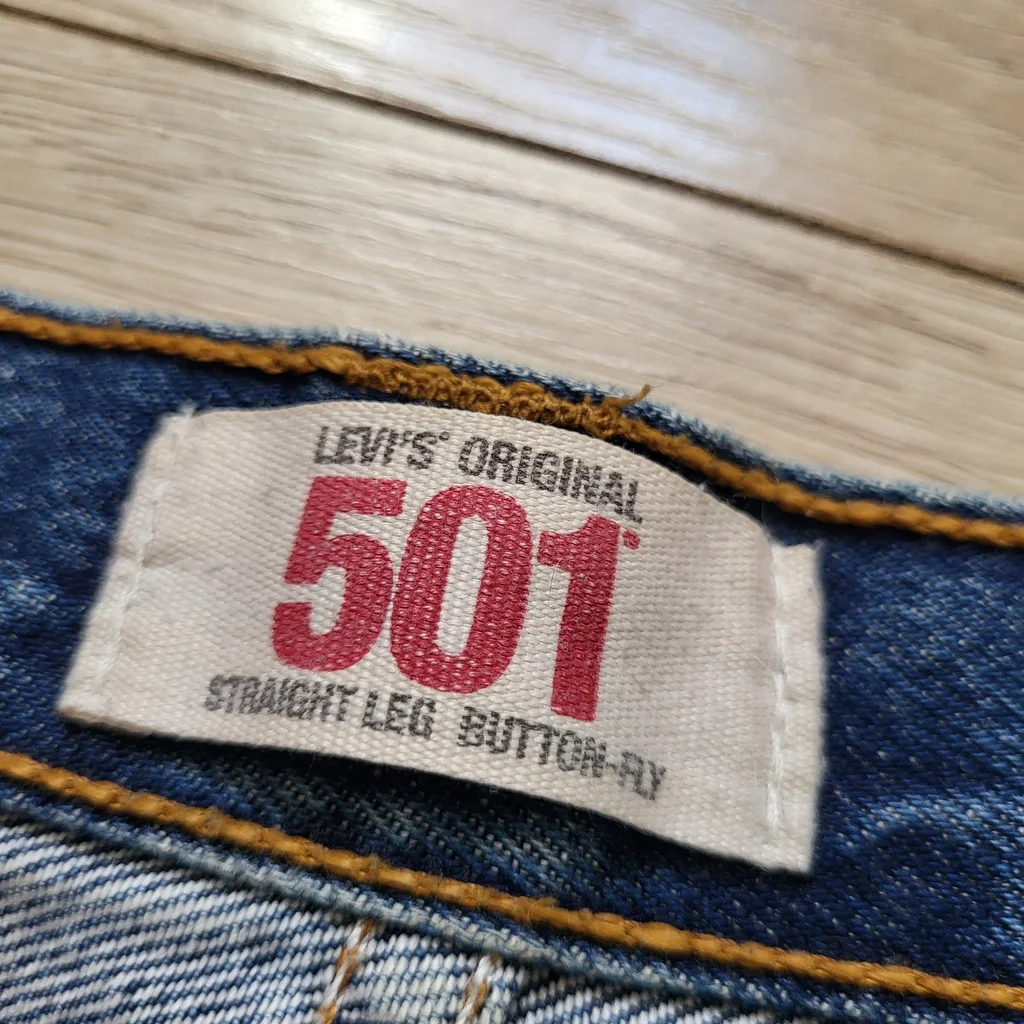 LEVI'S® ORIGINAL
501®
STRAIGHT LEG BUTTON-FLY